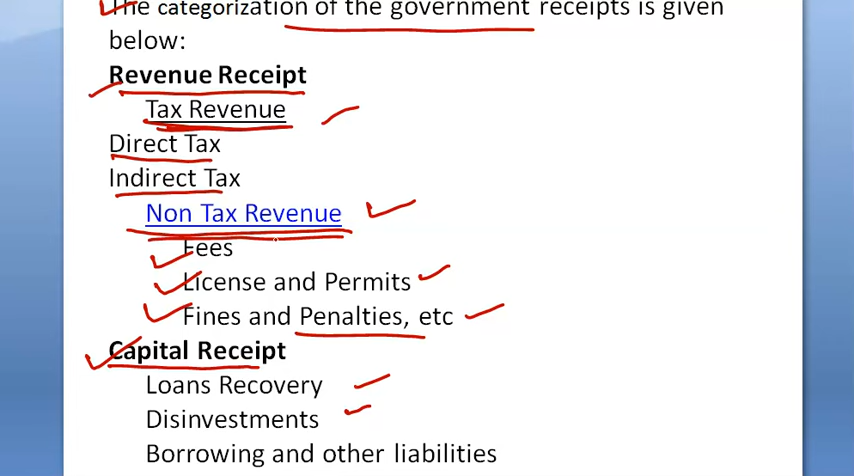 The categorization of the government receipts is given
below:
Revenue Receipt
Tax Revenue
Direct Tax
Indirect Tax
Non Tax Revenue
Fees
License and Permits
Fines and Penalties, etc
Capital Receipt
Loans Recovery
Disinvestments
Borrowing and other liabilities